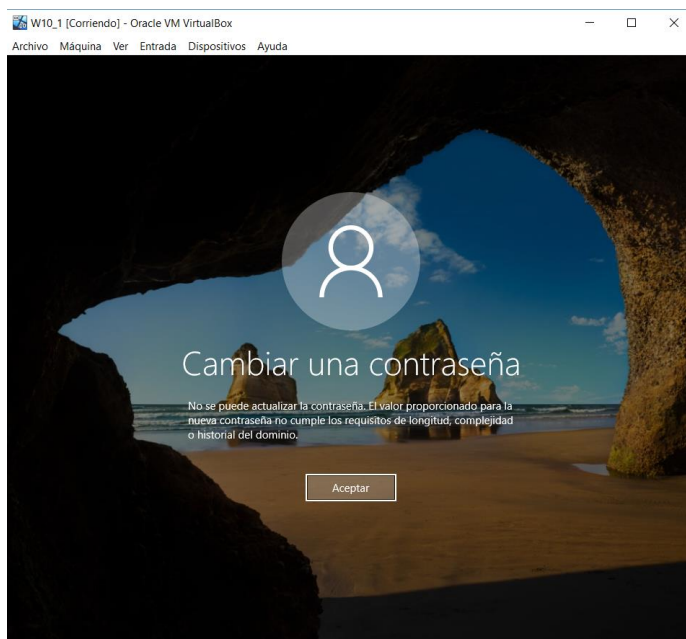 W10_1 [Corriendo] - Oracle VM VirtualBox
Archivo Máquina Ver Entrada Dispositivos Ayuda
Cambiar una contraseña
No se puede actualizar la contraseña. El valor proporcionado para la
nueva contraseña no cumple los requisitos de longitud, complejidad
o historial del dominio.
Aceptar